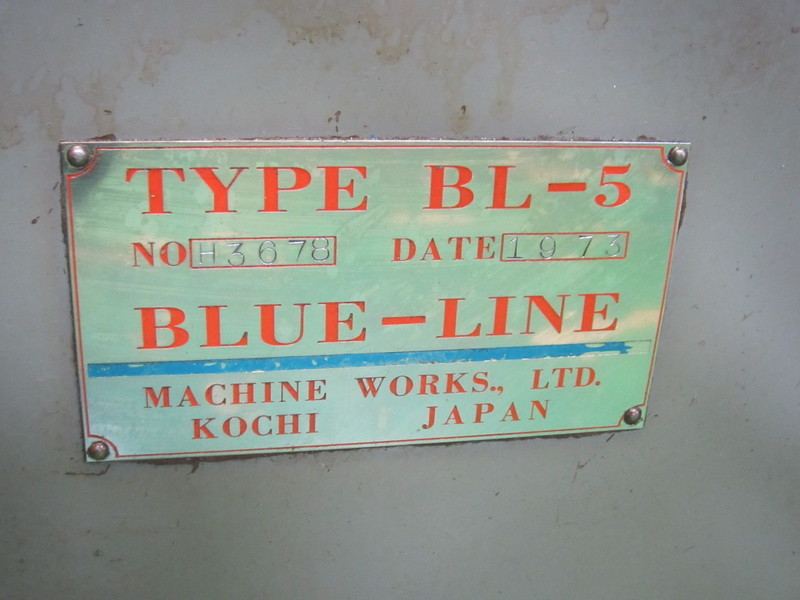 TYPE BL-5
NO H3678 DATE 1973
BLUE-LINE
MACHINE WORKS., LTD.
KOCHI JAPAN